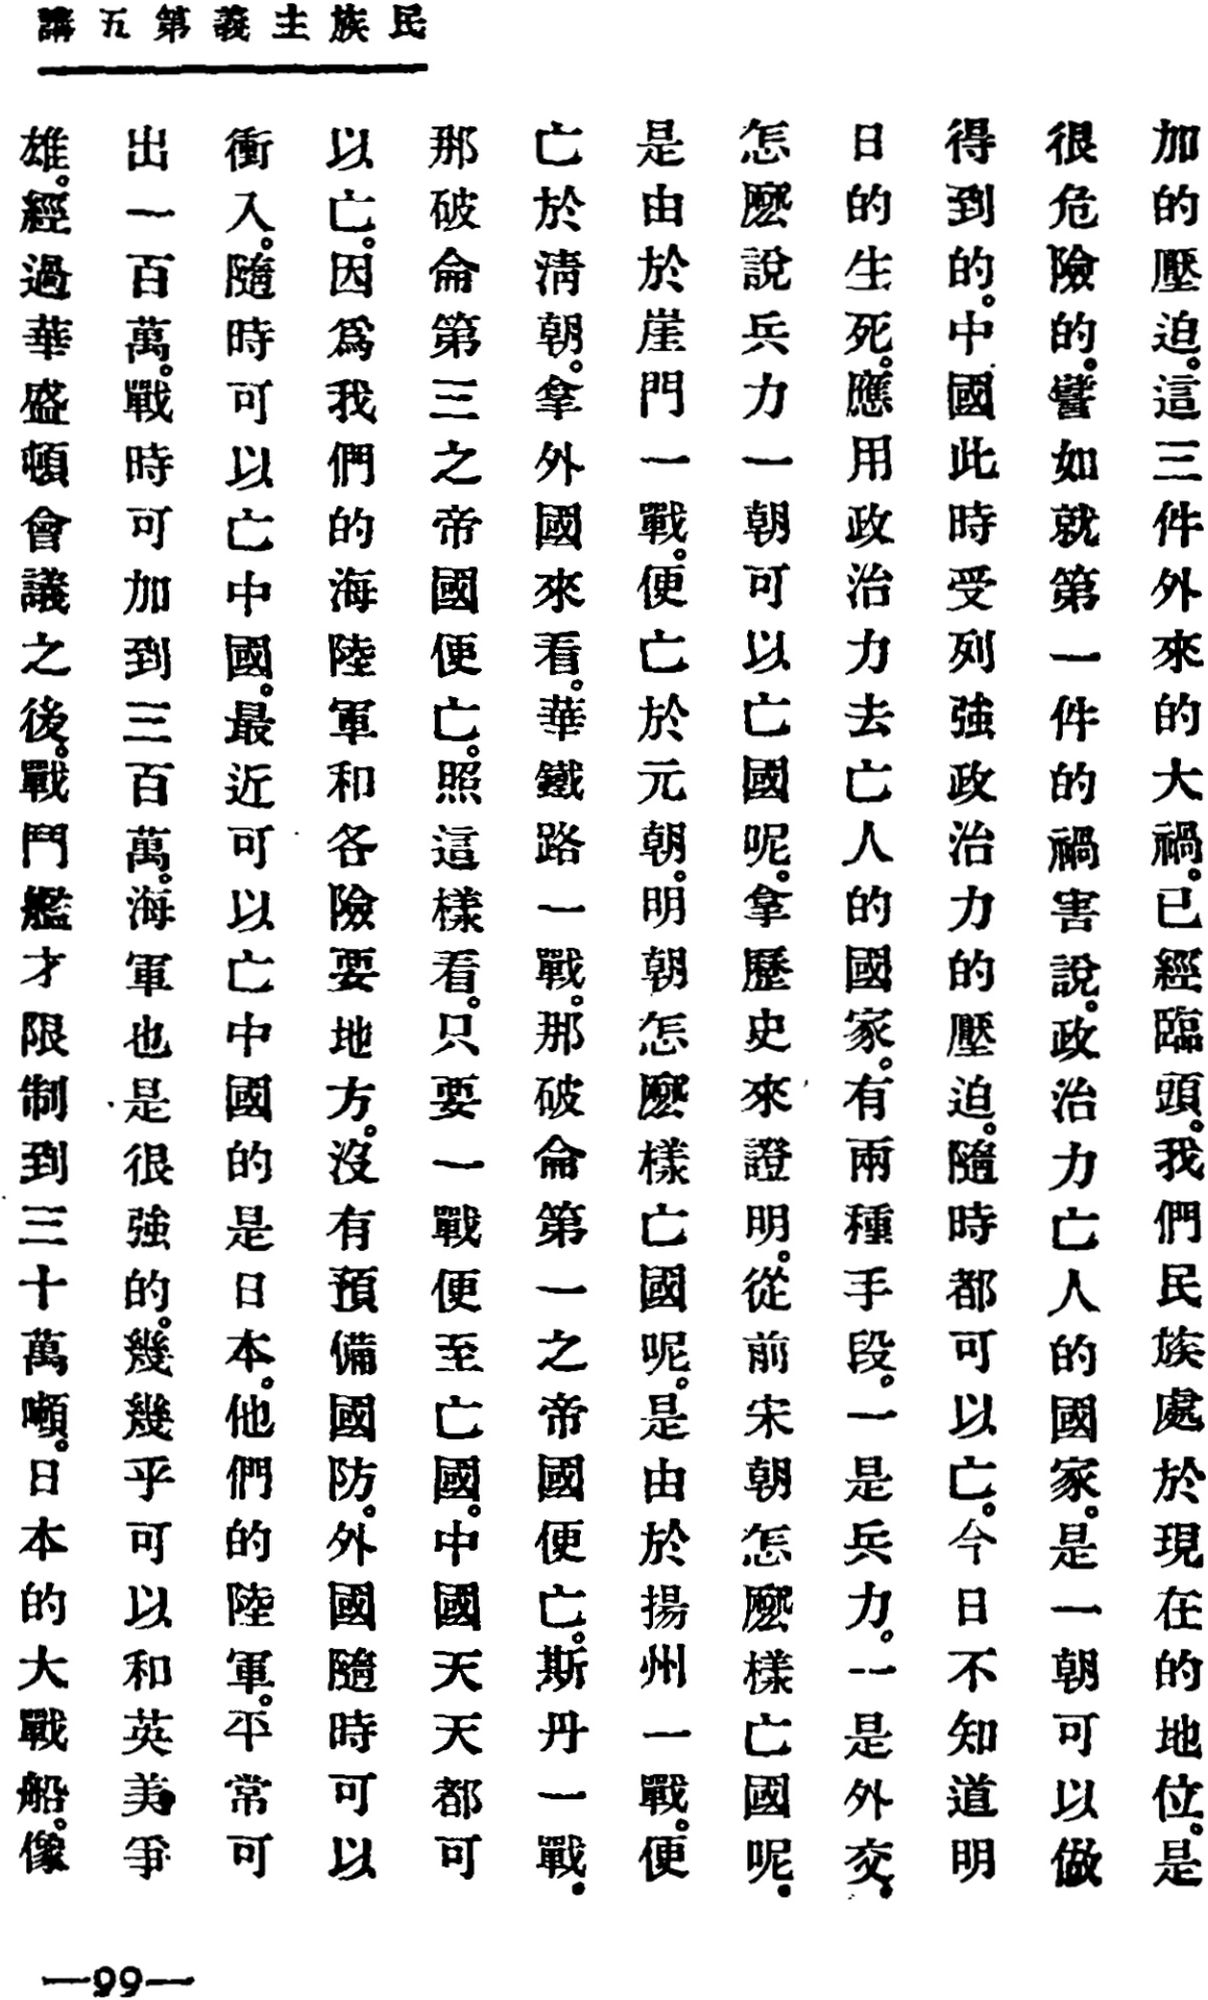 民族主義第五講
加的壓迫。這三件外來的大禍。已經臨頭。我們民族處於現在的地位。是
很危險的。譬如就第一件的禍害說。政治力亡人的國家。是一朝可以做
得到的。中國此時受列強政治力的壓迫。隨時都可以亡。今日不知道明
日的生死。應用政治力去亡人的國家。有兩種手段。一是兵力。一是外交。
怎麼說兵力一朝可以亡國呢。拿歷史來證明。從前宋朝怎麼樣亡國呢。
是由於崖門一戰。便亡於元朝。明朝怎麼樣亡國呢。是由於揚州一戰。便
亡於淸朝。拿外國來看。華鐵路一戰。那破侖第一之帝國便亡。斯丹一戰。
那破侖第三之帝國便亡。照這樣看。只要一戰便至亡國。中國天天都可
以亡。因爲我們的海陸軍和各險要地方。沒有預備國防。外國隨時可以
衝入。隨時可以亡中國。最近可以亡中國的是日本。他們的陸軍。平常可
出一百萬。戰時可加到三百萬。海軍也是很強的。幾幾乎可以和英美爭
雄。經過華盛頓會議之後。戰鬥艦才限制到三十萬噸。日本的大戰船。像
—99—